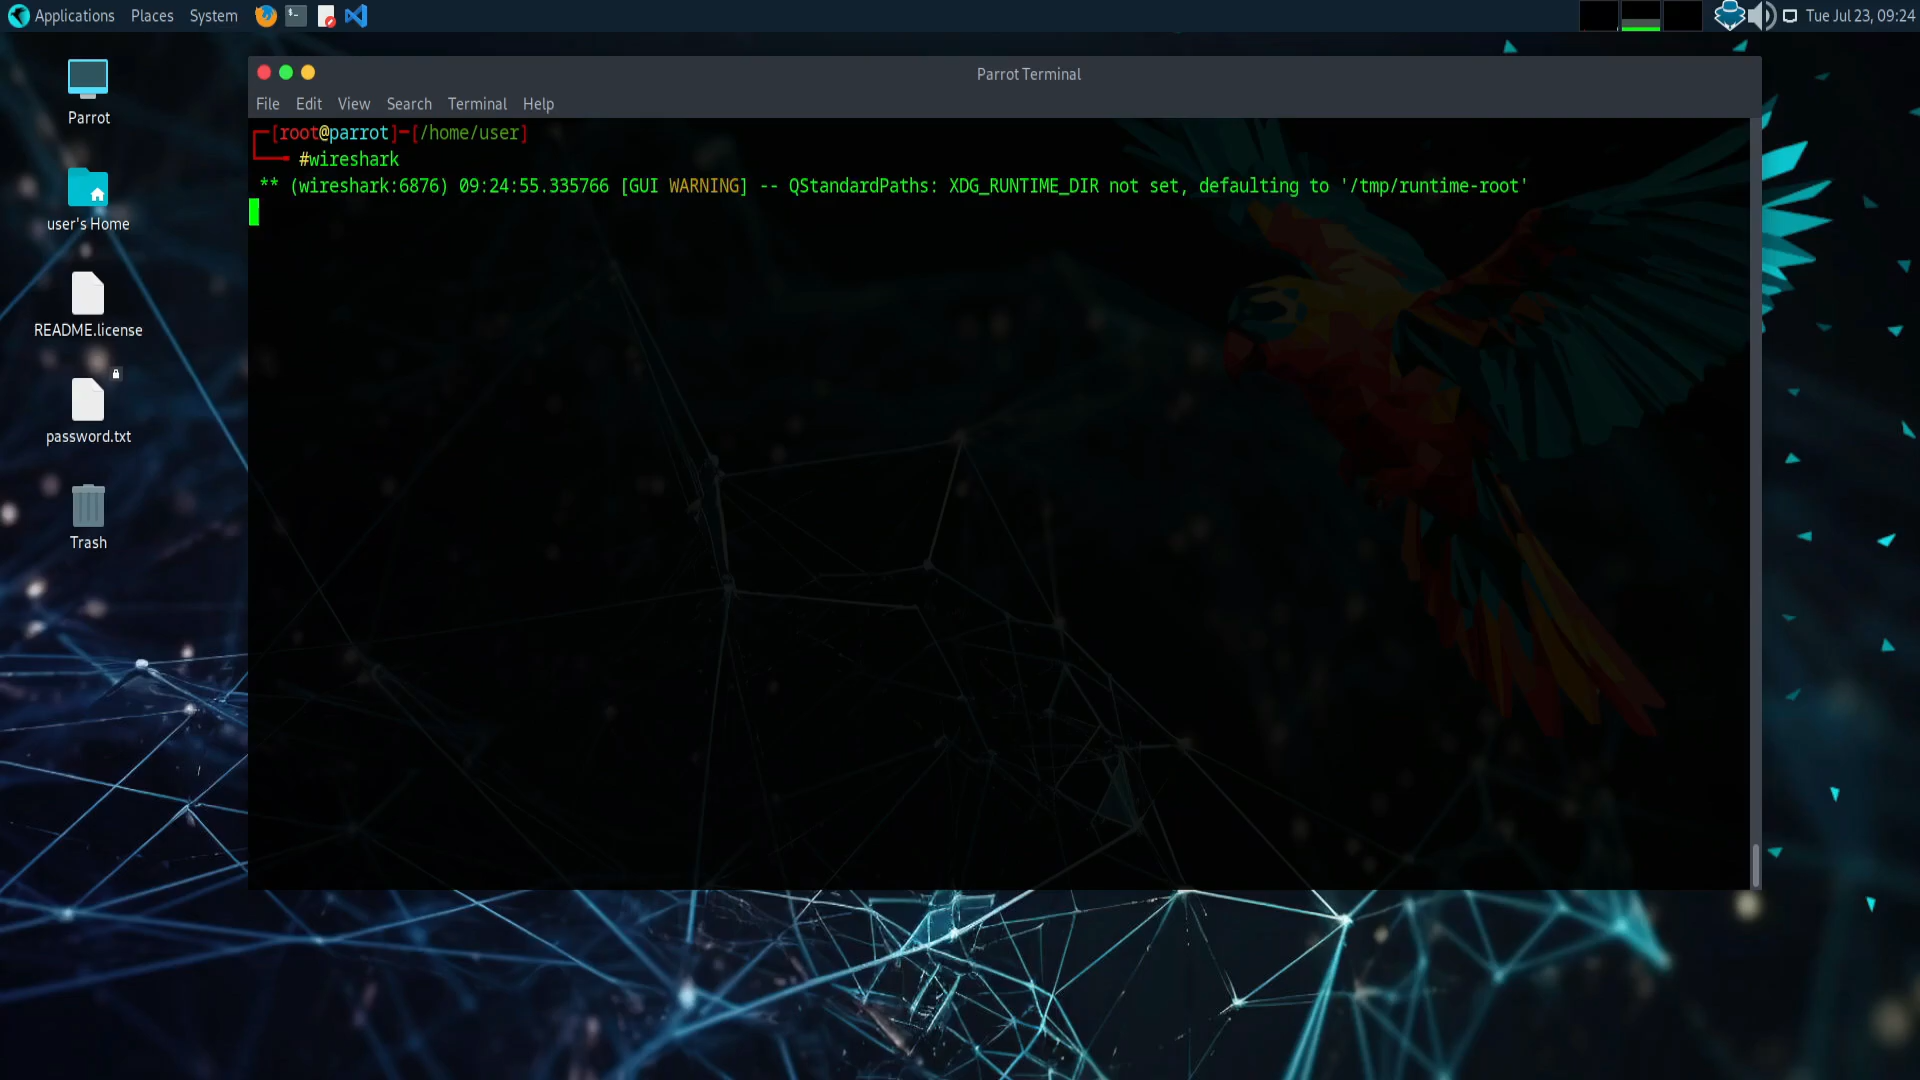 Applications Places System Tue Jul 23, 09:24
Parrot Terminal
File Edit View Search Terminal Help
[root@parrot]─[/home/user]
#wireshark
** (wireshark:6876) 09:24:55.335766 [GUI WARNING] -- QStandardPaths: XDG_RUNTIME_DIR not set, defaulting to '/tmp/runtime-root'
Parrot
user's Home
README.license
password.txt
Trash